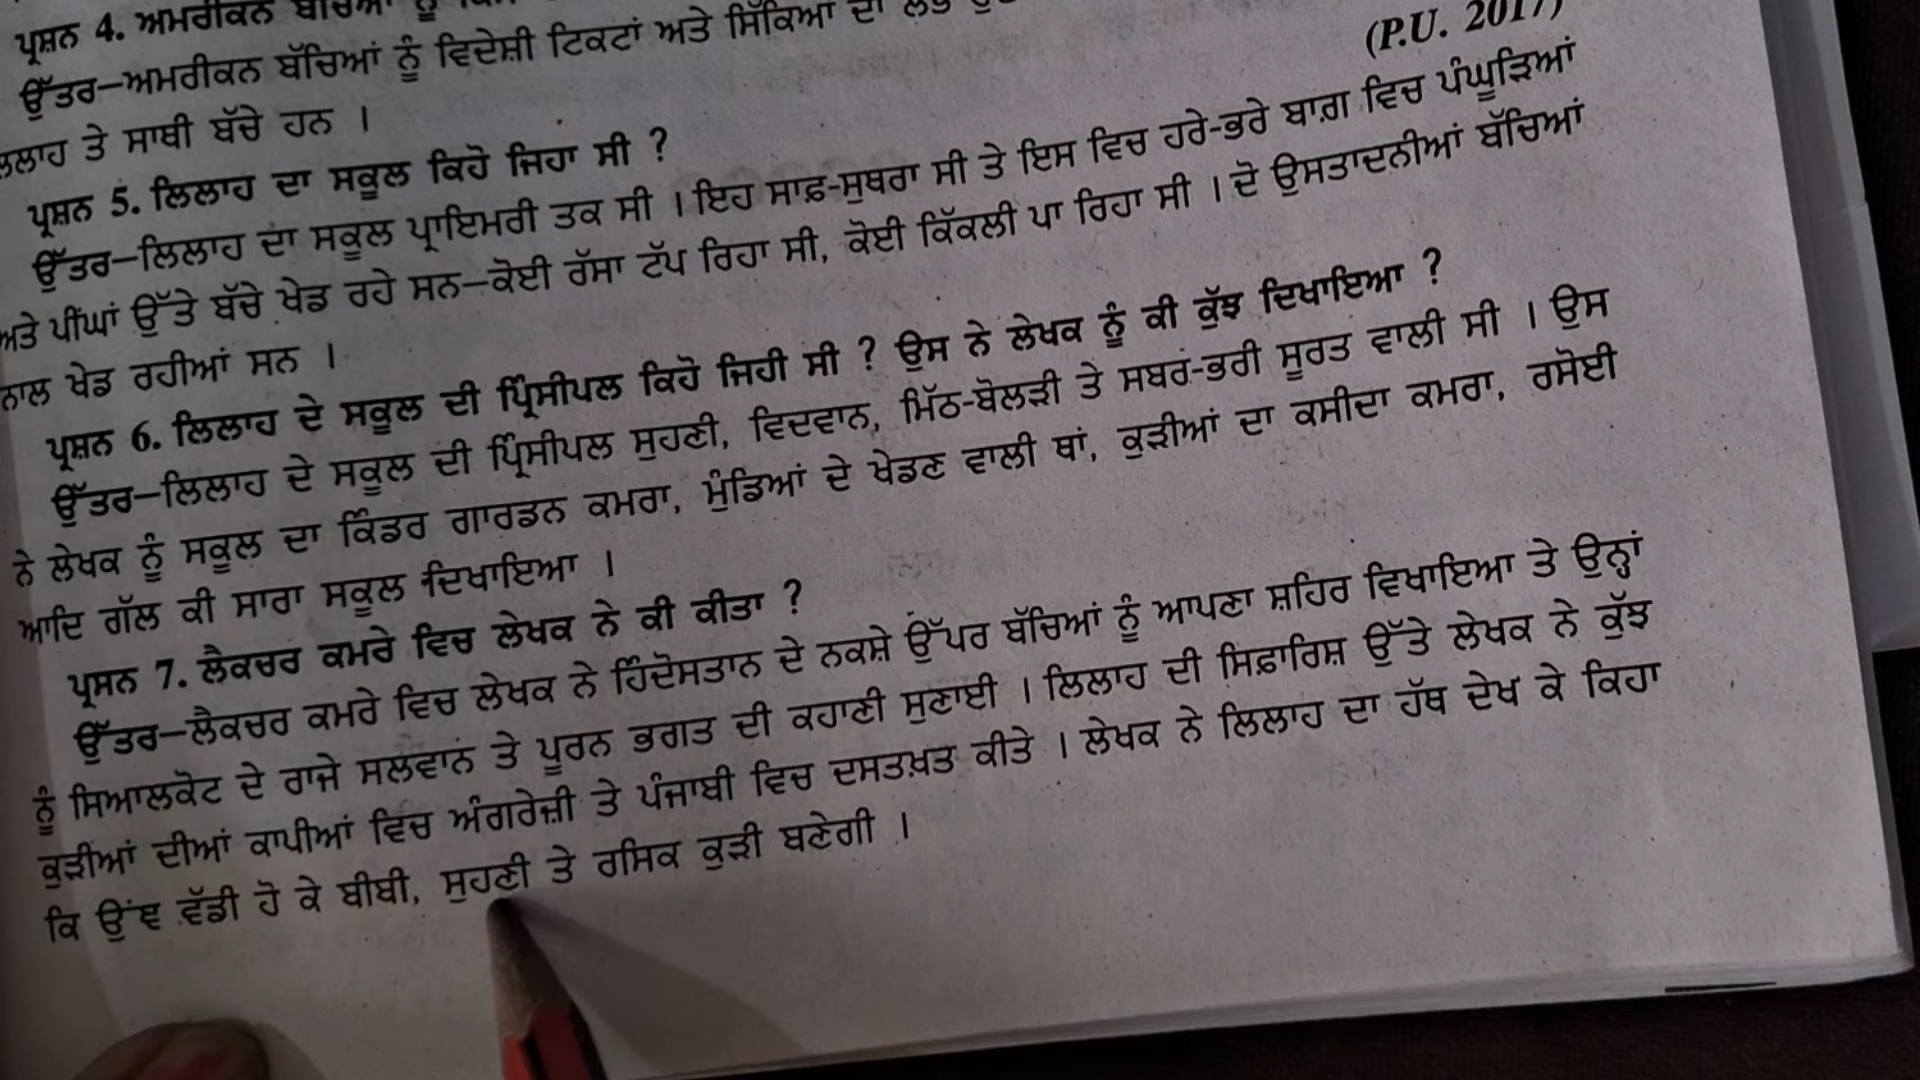 ਪ੍ਰਸ਼ਨ 4. ਅਮਰੀਕਨ ਬੱਚਿਆਂ ਨੂੰ
(P.U. 2017)
ਉੱਤਰ—ਅਮਰੀਕਨ ਬੱਚਿਆਂ ਨੂੰ ਵਿਦੇਸ਼ੀ ਟਿਕਟਾਂ ਅਤੇ ਸਿੱਕਿਆਂ ਦਾ
ਲਿਲਾਹ ਤੇ ਸਾਥੀ ਬੱਚੇ ਹਨ ।
ਪ੍ਰਸ਼ਨ 5. ਲਿਲਾਹ ਦਾ ਸਕੂਲ ਕਿਹੋ ਜਿਹਾ ਸੀ ?
ਉੱਤਰ—ਲਿਲਾਹ ਦਾ ਸਕੂਲ ਪ੍ਰਾਇਮਰੀ ਤਕ ਸੀ । ਇਹ ਸਾਫ਼-ਸੁਥਰਾ ਸੀ ਤੇ ਇਸ ਵਿਚ ਹਰੇ-ਭਰੇ ਬਾਗ਼ ਵਿਚ ਪੰਘੂੜਿਆਂ
ਅਤੇ ਪੀਂਘਾਂ ਉੱਤੇ ਬੱਚੇ ਖੇਡ ਰਹੇ ਸਨ—ਕੋਈ ਰੱਸਾ ਟੱਪ ਰਿਹਾ ਸੀ, ਕੋਈ ਕਿੱਕਲੀ ਪਾ ਰਿਹਾ ਸੀ । ਦੋ ਉਸਤਾਦਨੀਆਂ ਬੱਚਿਆਂ
ਨਾਲ ਖੇਡ ਰਹੀਆਂ ਸਨ ।
ਪ੍ਰਸ਼ਨ 6. ਲਿਲਾਹ ਦੇ ਸਕੂਲ ਦੀ ਪ੍ਰਿੰਸੀਪਲ ਕਿਹੋ ਜਿਹੀ ਸੀ ? ਉਸ ਨੇ ਲੇਖਕ ਨੂੰ ਕੀ ਕੁੱਝ ਦਿਖਾਇਆ ?
ਉੱਤਰ—ਲਿਲਾਹ ਦੇ ਸਕੂਲ ਦੀ ਪ੍ਰਿੰਸੀਪਲ ਸੁਹਣੀ, ਵਿਦਵਾਨ, ਮਿੱਠ-ਬੋਲੜੀ ਤੇ ਸਬਰ-ਭਰੀ ਸੂਰਤ ਵਾਲੀ ਸੀ । ਉਸ
ਨੇ ਲੇਖਕ ਨੂੰ ਸਕੂਲ ਦਾ ਕਿੰਡਰ ਗਾਰਡਨ ਕਮਰਾ, ਮੁੰਡਿਆਂ ਦੇ ਖੇਡਣ ਵਾਲੀ ਥਾਂ, ਕੁੜੀਆਂ ਦਾ ਕਸੀਦਾ ਕਮਰਾ, ਰਸੋਈ
ਆਦਿ ਗੱਲ ਕੀ ਸਾਰਾ ਸਕੂਲ ਦਿਖਾਇਆ ।
ਪ੍ਰਸਨ 7. ਲੈਕਚਰ ਕਮਰੇ ਵਿਚ ਲੇਖਕ ਨੇ ਕੀ ਕੀਤਾ ?
ਉੱਤਰ—ਲੈਕਚਰ ਕਮਰੇ ਵਿਚ ਲੇਖਕ ਨੇ ਹਿੰਦੋਸਤਾਨ ਦੇ ਨਕਸ਼ੇ ਉੱਪਰ ਬੱਚਿਆਂ ਨੂੰ ਆਪਣਾ ਸ਼ਹਿਰ ਵਿਖਾਇਆ ਤੇ ਉਨ੍ਹਾਂ
ਨੂੰ ਸਿਆਲਕੋਟ ਦੇ ਰਾਜੇ ਸਲਵਾਨ ਤੇ ਪੂਰਨ ਭਗਤ ਦੀ ਕਹਾਣੀ ਸੁਣਾਈ । ਲਿਲਾਹ ਦੀ ਸਿਫ਼ਾਰਿਸ਼ ਉੱਤੇ ਲੇਖਕ ਨੇ ਕੁੱਝ
ਕੁੜੀਆਂ ਦੀਆਂ ਕਾਪੀਆਂ ਵਿਚ ਅੰਗਰੇਜ਼ੀ ਤੇ ਪੰਜਾਬੀ ਵਿਚ ਦਸਤਖ਼ਤ ਕੀਤੇ । ਲੇਖਕ ਨੇ ਲਿਲਾਹ ਦਾ ਹੱਥ ਦੇਖ ਕੇ ਕਿਹਾ
ਕਿ ਉਂਞ ਵੱਡੀ ਹੋ ਕੇ ਬੀਬੀ, ਸੁਹਣੀ ਤੇ ਰਸਿਕ ਕੁੜੀ ਬਣੇਗੀ ।